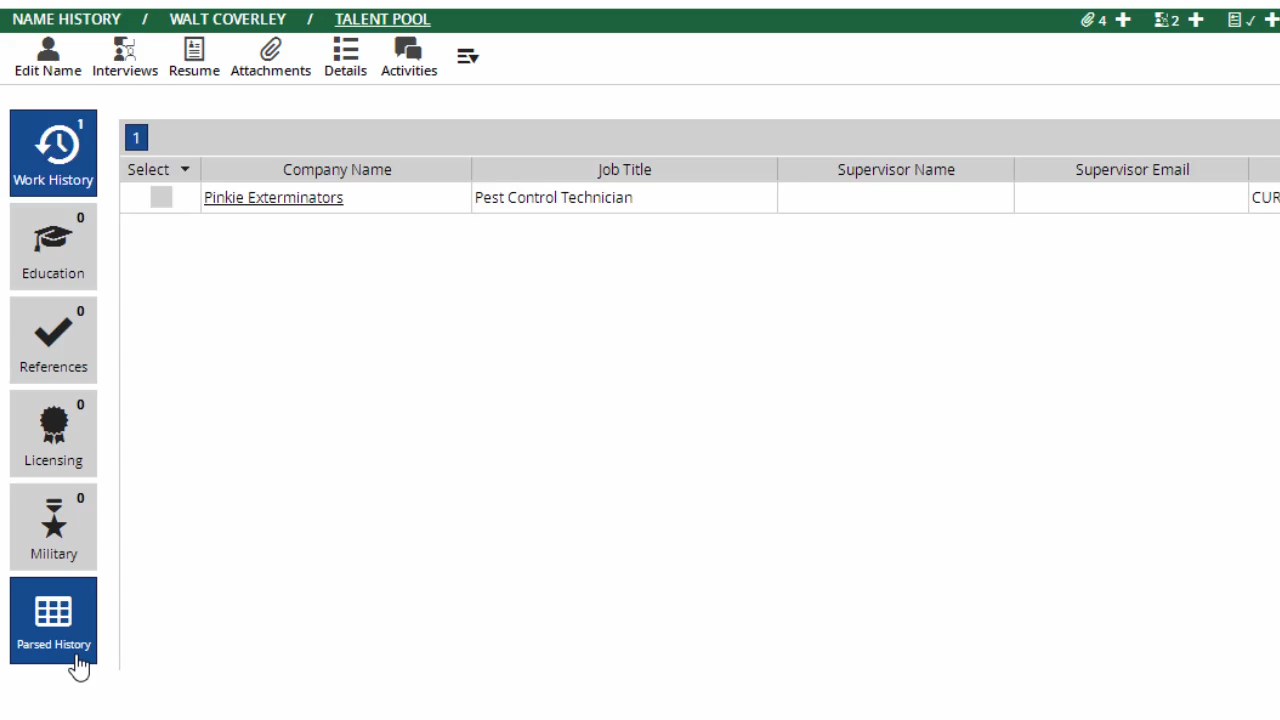 NAME HISTORY / WALT COVERLEY / TALENT POOL 4 2 ✓
Edit Name Interviews Resume Attachments Details Activities
1
Work History
0
Education
0
References
0
Licensing
0
Military
Parsed History
1
Select Company Name Job Title Supervisor Name Supervisor Email
Pinkie Exterminators Pest Control Technician CUR